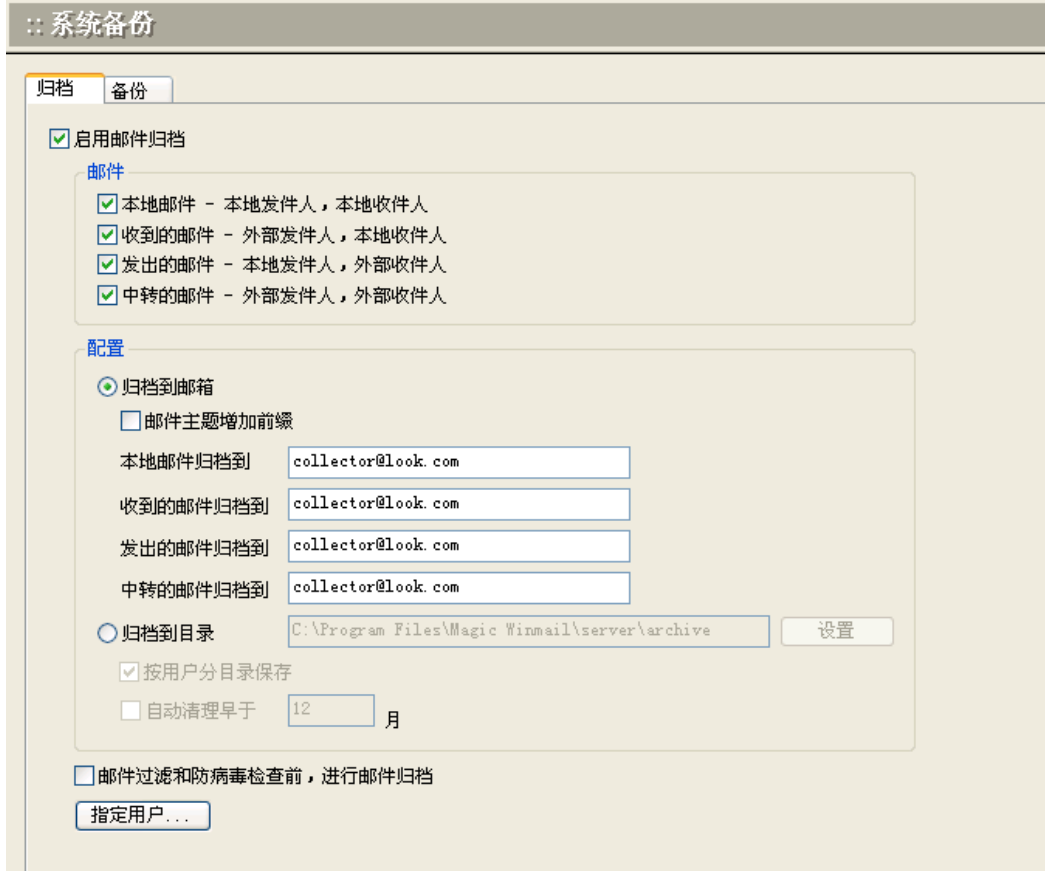 :: 系统备份
归档 备份
启用邮件归档
邮件
本地邮件 - 本地发件人，本地收件人
收到的邮件 - 外部发件人，本地收件人
发出的邮件 - 本地发件人，外部收件人
中转的邮件 - 外部发件人，外部收件人
配置
归档到邮箱
邮件主题增加前缀
本地邮件归档到 collector@look.com
收到的邮件归档到 collector@look.com
发出的邮件归档到 collector@look.com
中转的邮件归档到 collector@look.com
归档到目录 C:\Program Files\Magic Winmail\server\archive 设置
按用户分目录保存
自动清理早于 12 月
邮件过滤和防病毒检查前，进行邮件归档
指定用户...